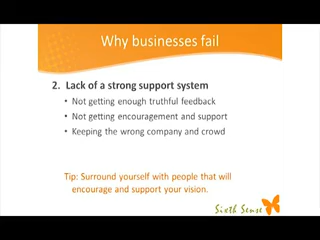 Why businesses fail
2. Lack of a strong support system
• Not getting enough truthful feedback
• Not getting encouragement and support
• Keeping the wrong company and crowd
Tip: Surround yourself with people that will
encourage and support your vision.
Sixth Sense